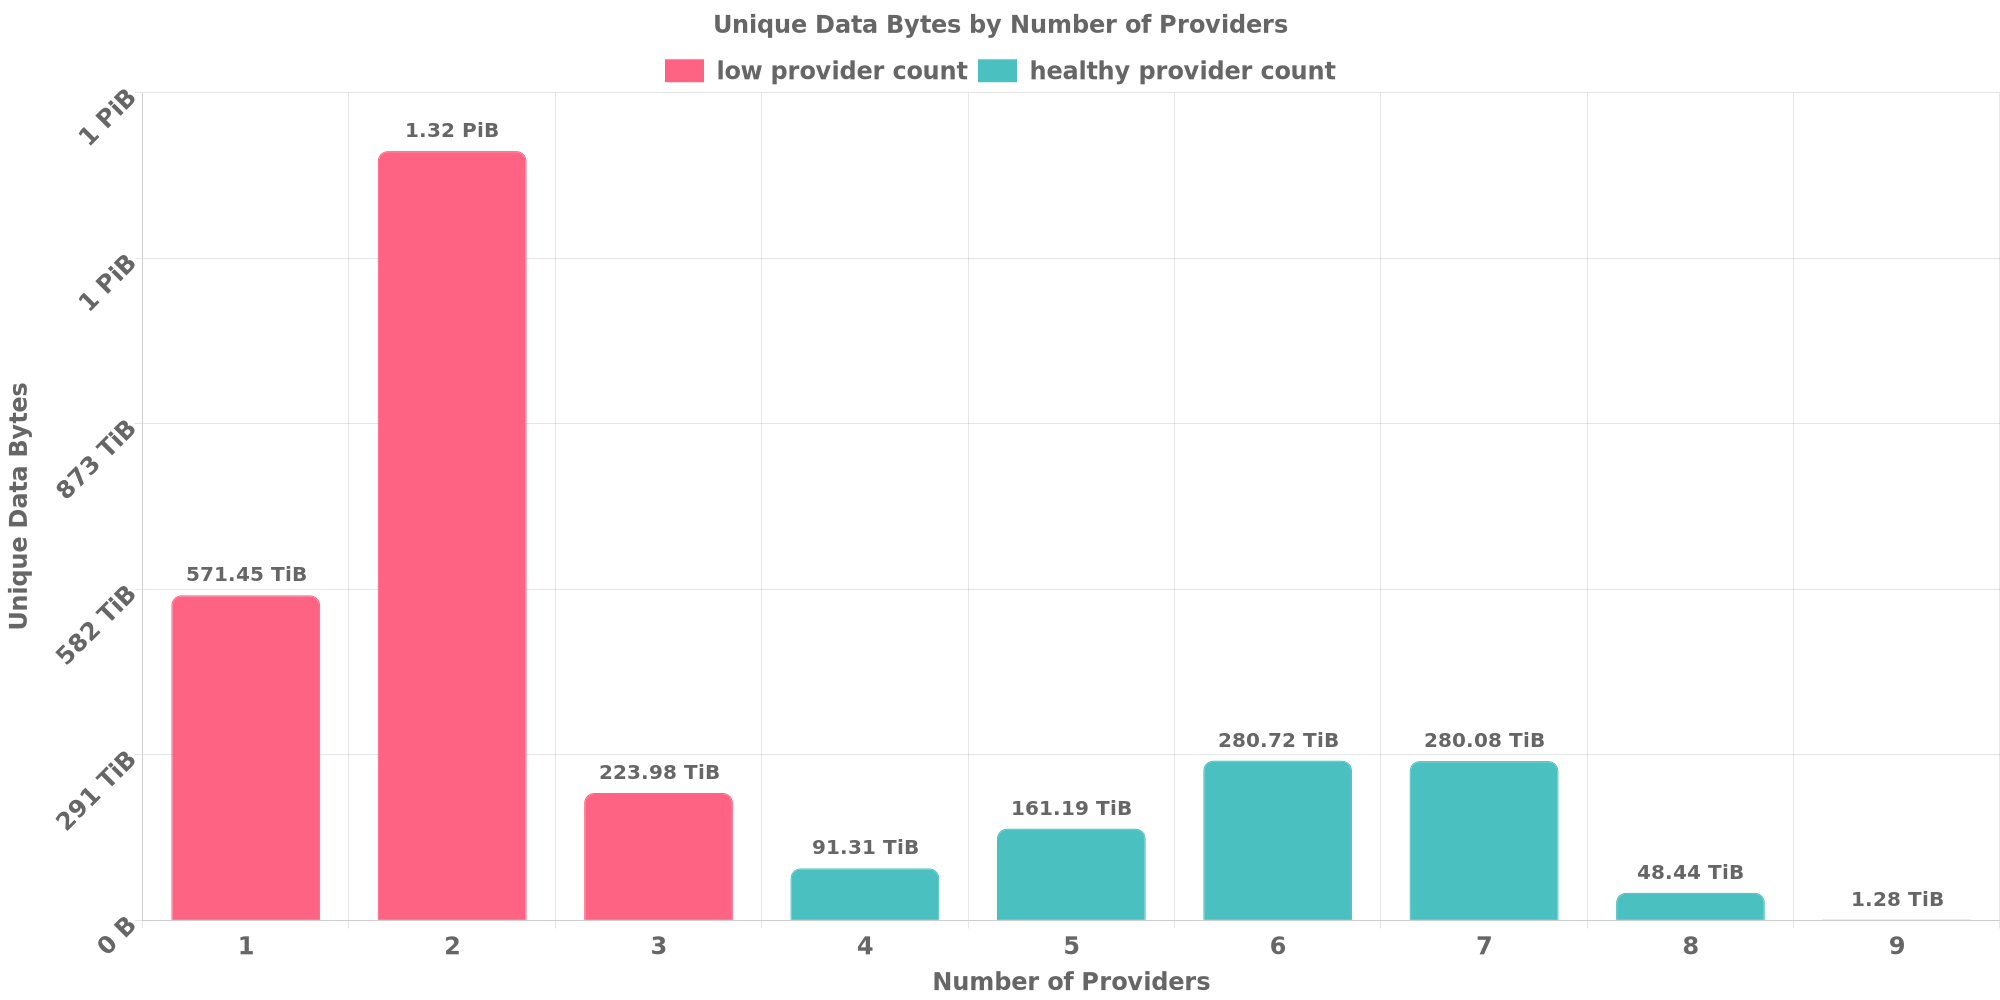 Unique Data Bytes by Number of Providers
low provider count healthy provider count
1 PiB
1 PiB
873 TiB
582 TiB
291 TiB
0 B
Unique Data Bytes
571.45 TiB
1.32 PiB
223.98 TiB
91.31 TiB
161.19 TiB
280.72 TiB
280.08 TiB
48.44 TiB
1.28 TiB
1 2 3 4 5 6 7 8 9
Number of Providers